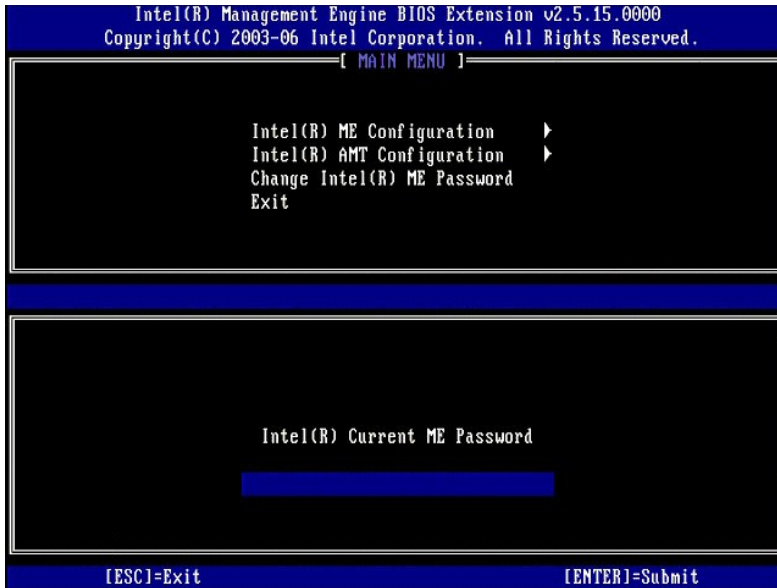 Intel(R) Management Engine BIOS Extension v2.5.15.0000
Copyright(C) 2003-06 Intel Corporation. All Rights Reserved.
[ MAIN MENU ]
Intel(R) ME Configuration
Intel(R) AMT Configuration
Change Intel(R) ME Password
Exit
Intel(R) Current ME Password
[ESC]=Exit [ENTER]=Submit